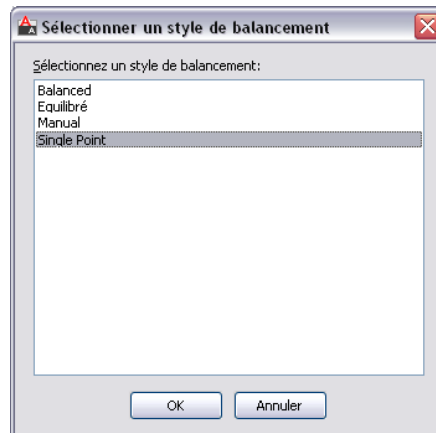 Sélectionner un style de balancement
Sélectionnez un style de balancement:
Balanced
Equilibré
Manual
Single Point
OK
Annuler